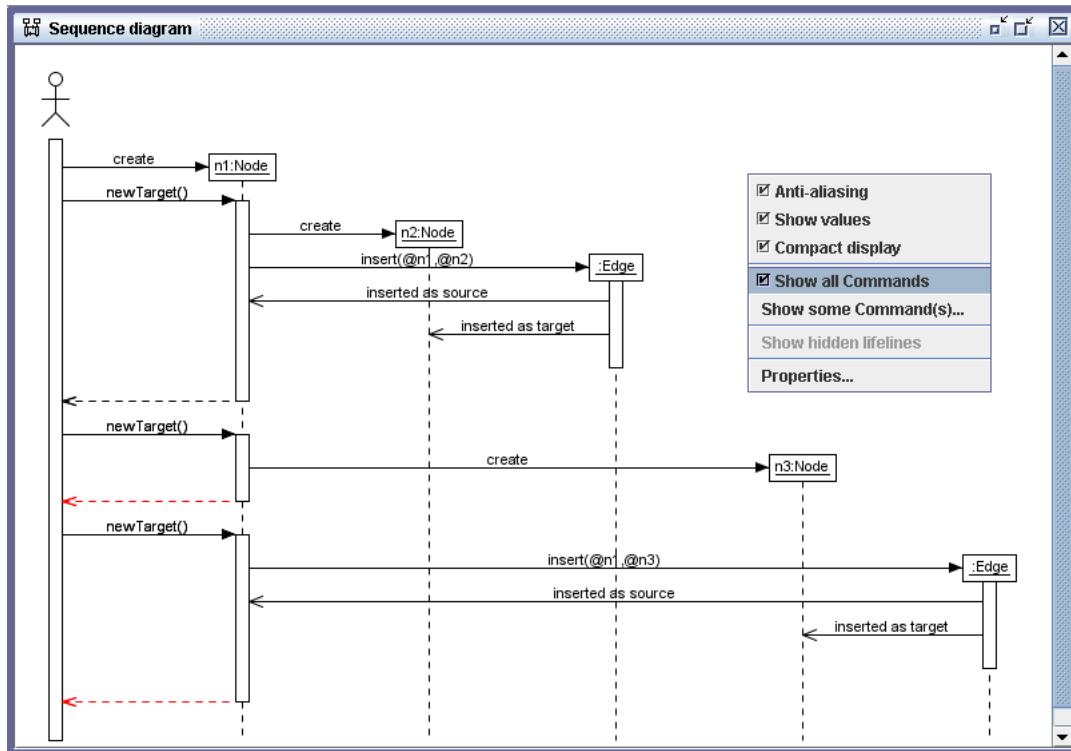 Sequence diagram
create
n1:Node
newTarget()
create
n2:Node
insert(@n1,@n2)
:Edge
inserted as source
inserted as target
newTarget()
create
n3:Node
newTarget()
insert(@n1,@n3)
:Edge
inserted as source
inserted as target
Anti-aliasing
Show values
Compact display
Show all Commands
Show some Command(s)...
Show hidden lifelines
Properties...